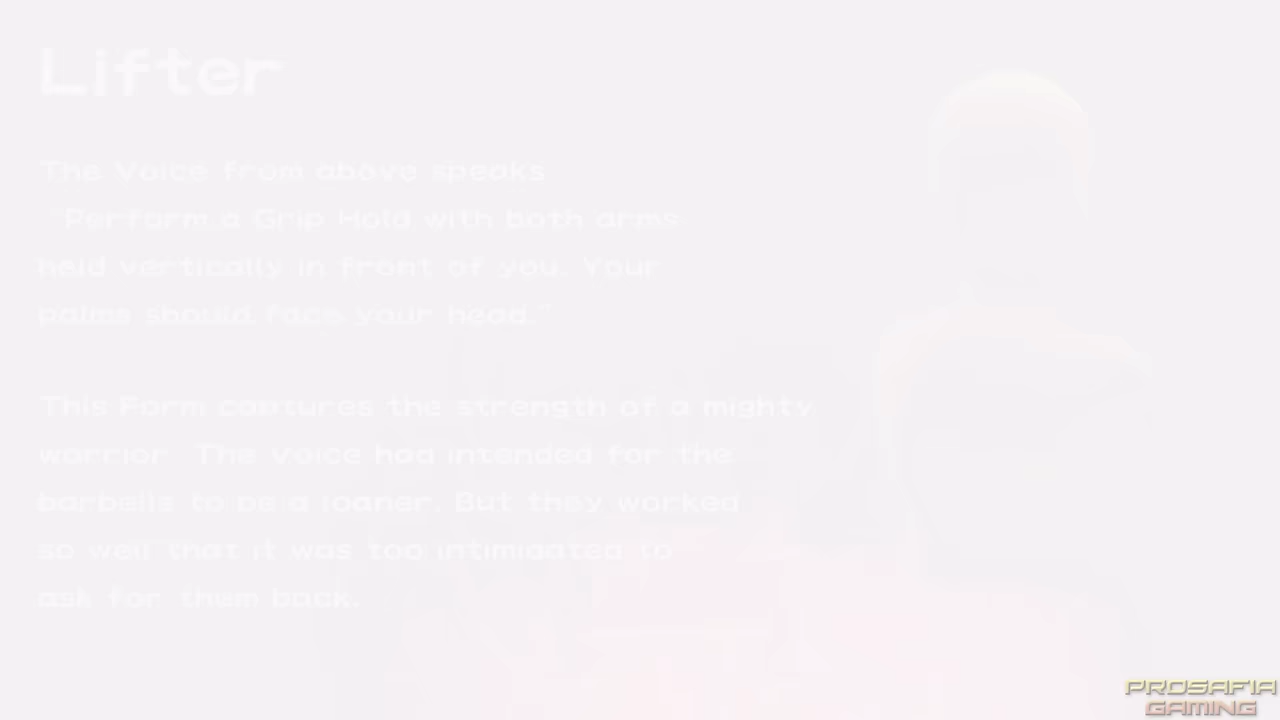 Lifter
The Voice from above speaks
"Perform a Grip Hold with both arms
held vertically in front of you. Your
palms should face your head."
This Form captures the strength of a mighty
warrior. The voice had intended for the
barbells to be a loaner. But they worked
so well that it was too intimidated to
ask for them back.
PROSAFIA
GAMING